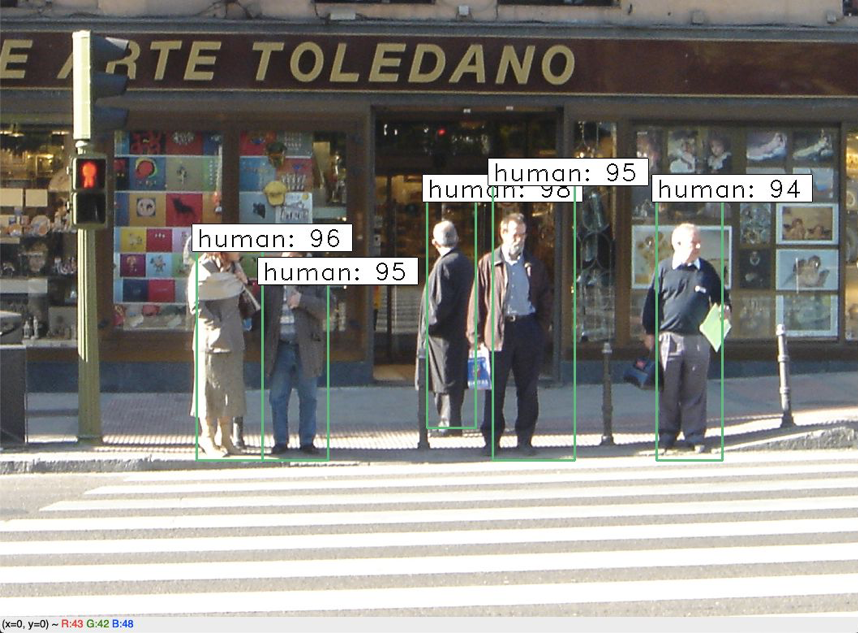 E ARTE TOLEDANO
human: 95
human: 98
human: 94
human: 96
human: 95
(x=0, y=0) ~ R:43 G:42 B:48